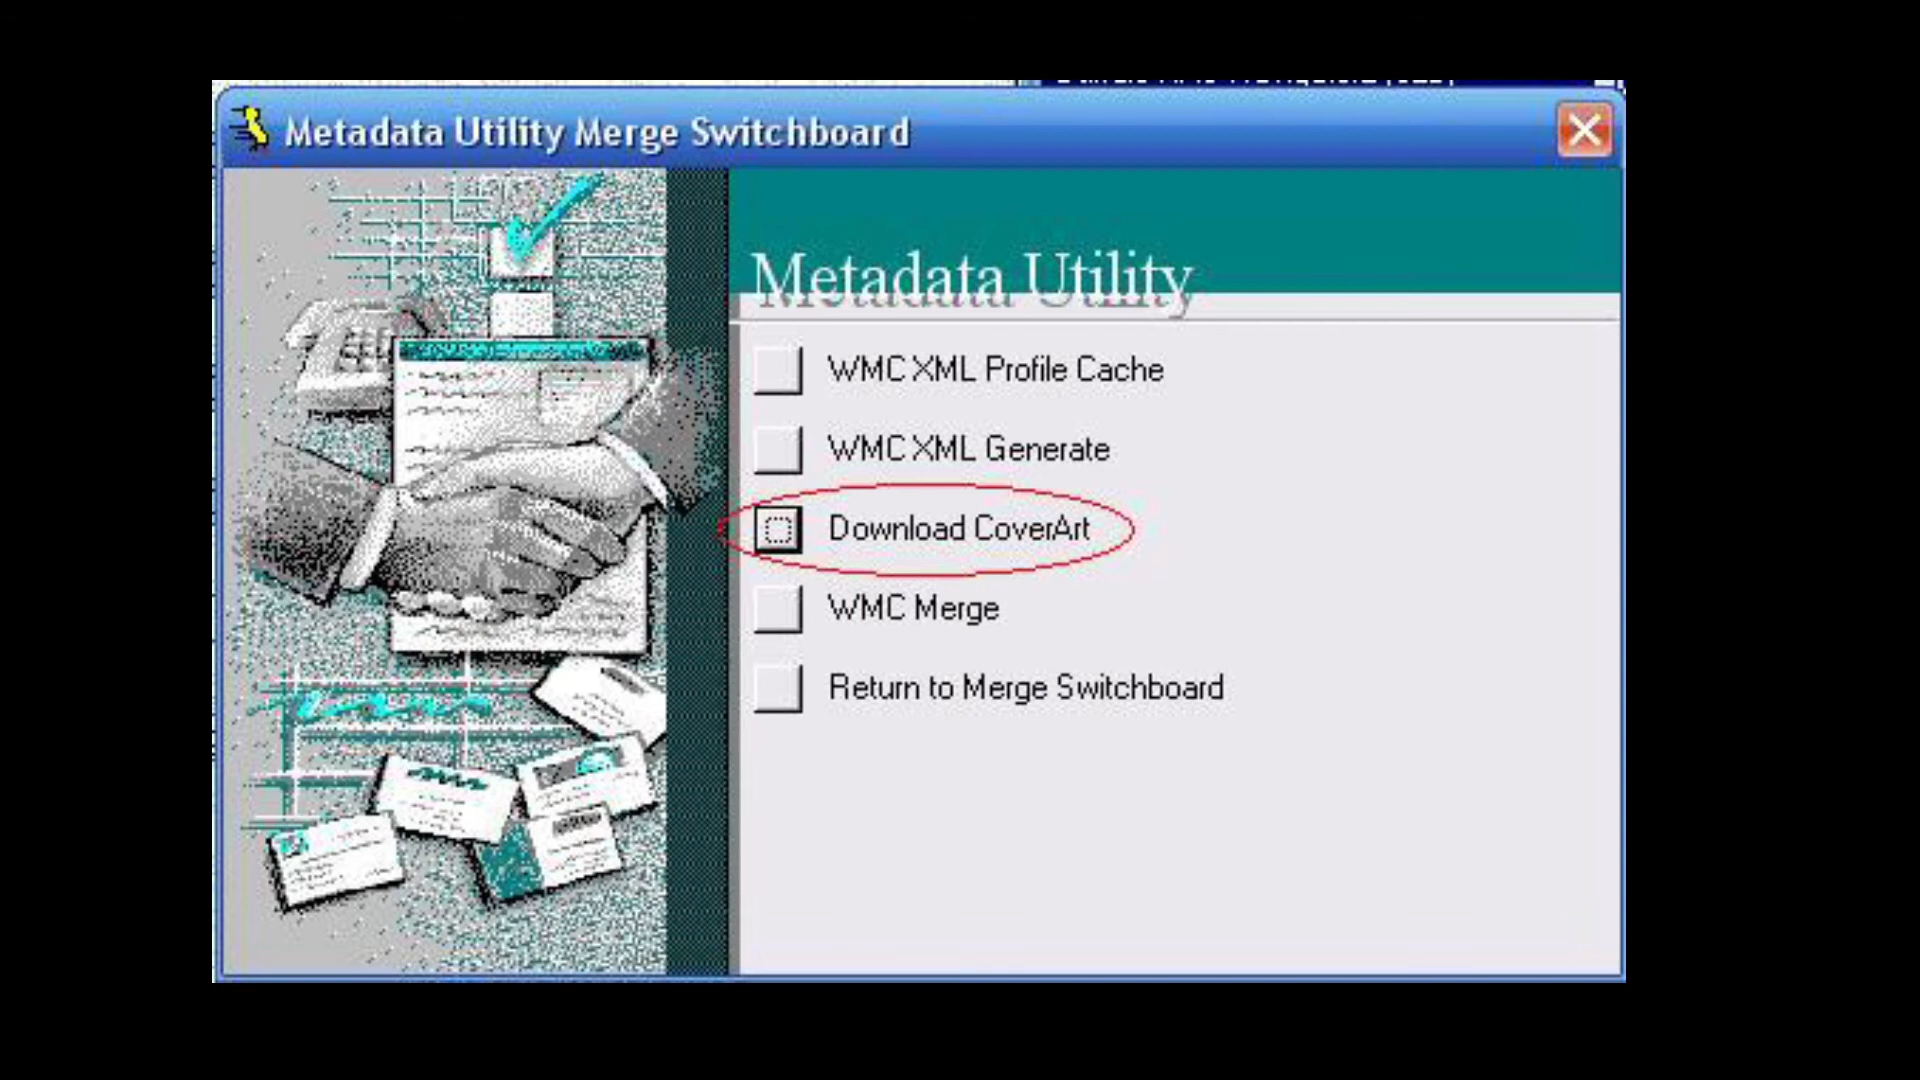 Metadata Utility Merge Switchboard
Metadata Utility
WMC XML Profile Cache
WMC XML Generate
Download CoverArt
WMC Merge
Return to Merge Switchboard